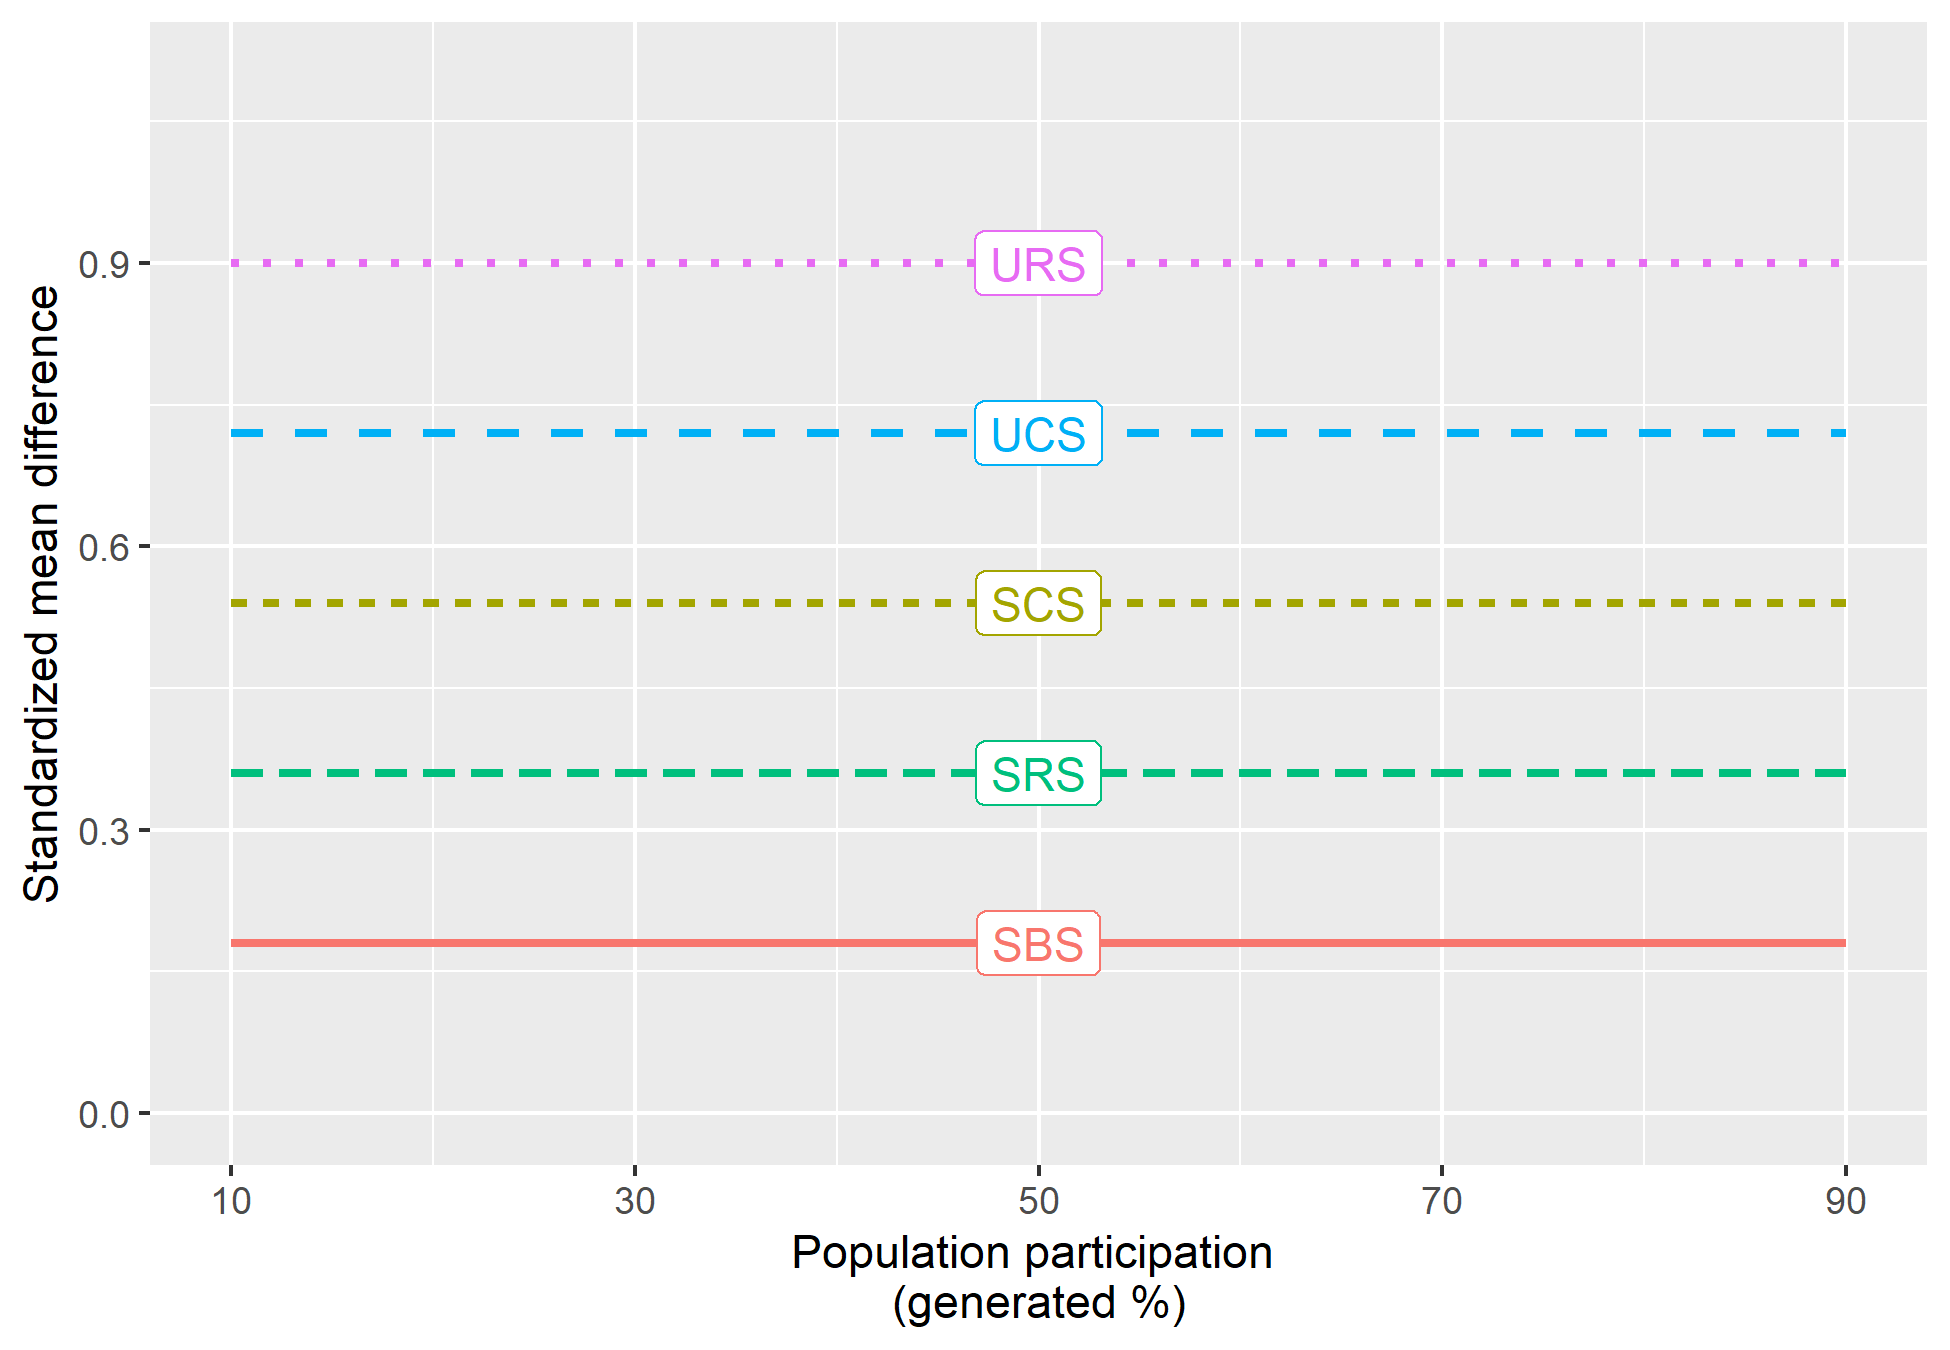 Standardized mean difference
0.9
0.6
0.3
0.0
URS
UCS
SCS
SRS
SBS
10 30 50 70 90
Population participation
(generated %)